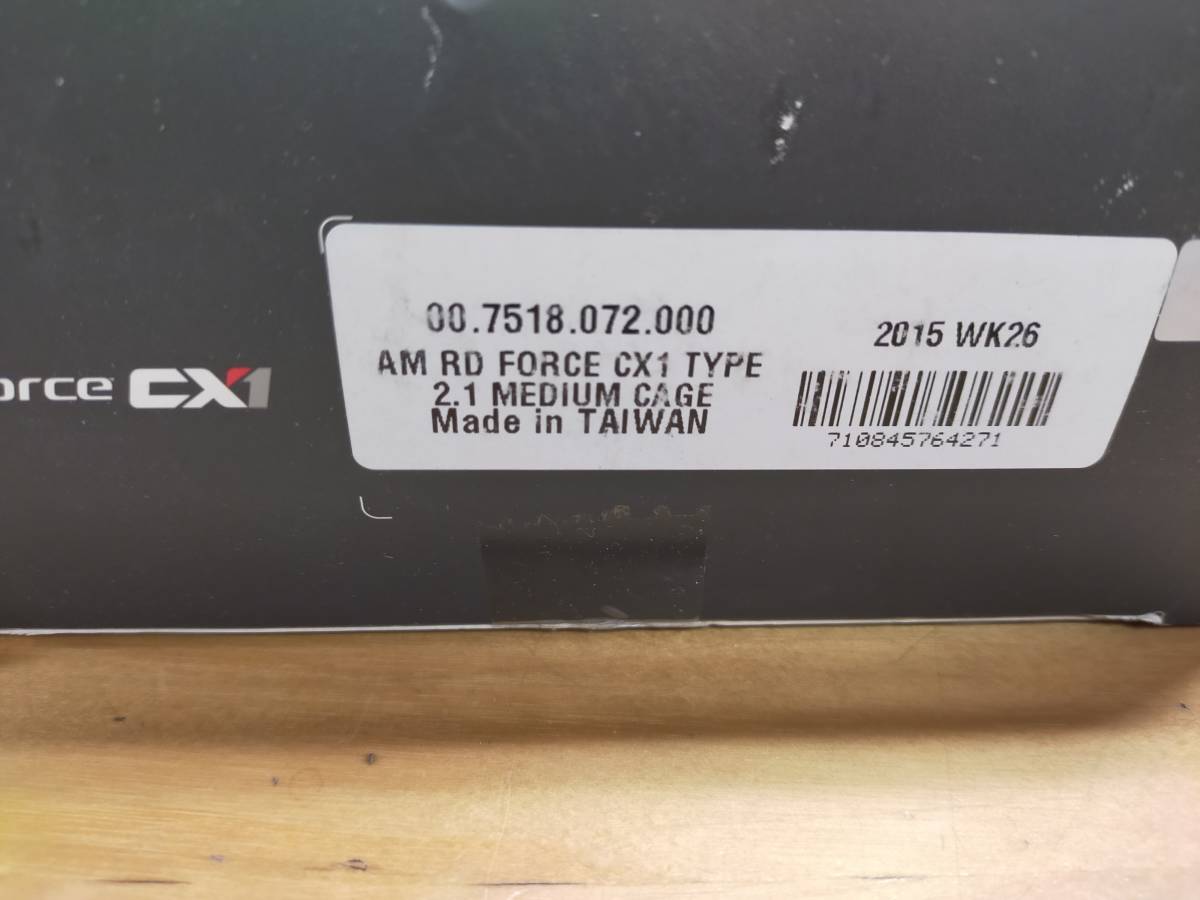 orce CX1
00.7518.072.000
AM RD FORCE CX1 TYPE
2.1 MEDIUM CAGE
Made in TAIWAN
2015 WK26
710845764271